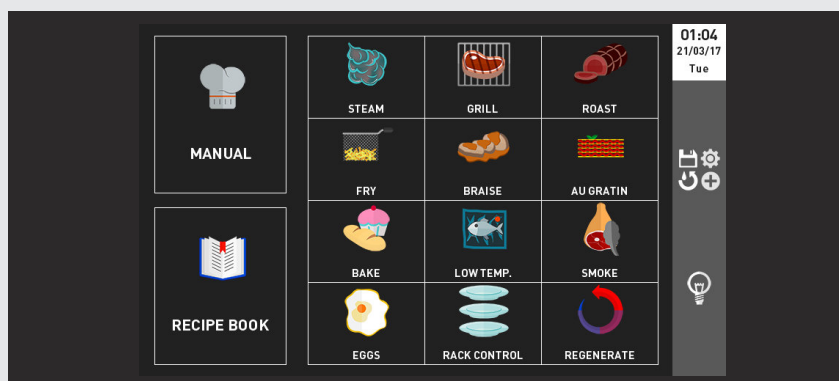 MANUAL
RECIPE BOOK
STEAM
GRILL
ROAST
FRY
BRAISE
AU GRATIN
BAKE
LOW TEMP.
SMOKE
EGGS
RACK CONTROL
REGENERATE
01:04
21/03/17
Tue